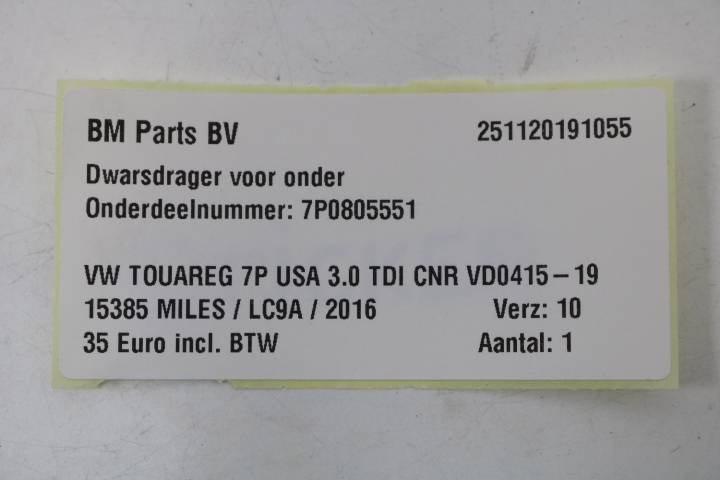 BM Parts BV 251120191055
Dwarsdrager voor onder
Onderdeelnummer: 7P0805551
VW TOUAREG 7P USA 3.0 TDI CNR VD0415-19
15385 MILES / LC9A / 2016 Verz: 10
35 Euro incl. BTW Aantal: 1